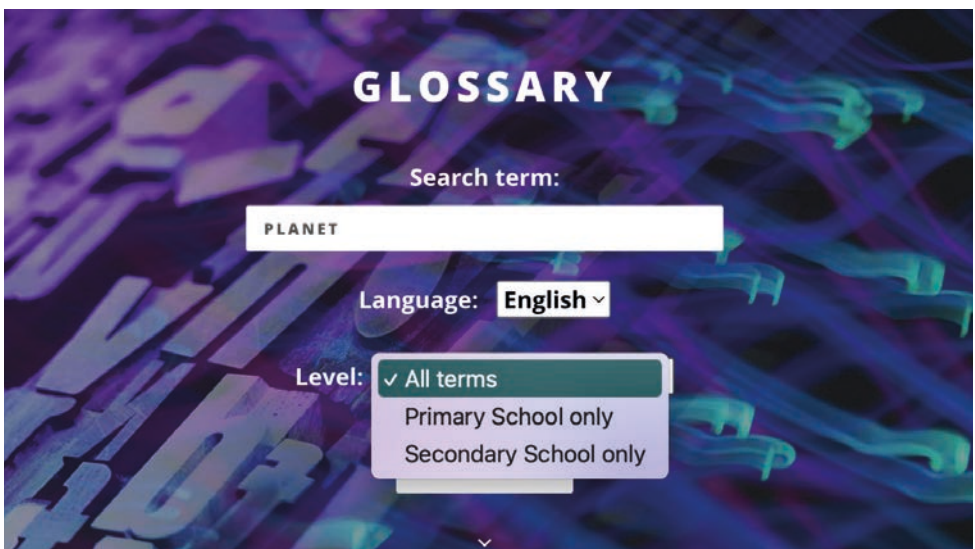 GLOSSARY
Search term:
PLANET
Language: English
Level: ✓ All terms
Primary School only
Secondary School only